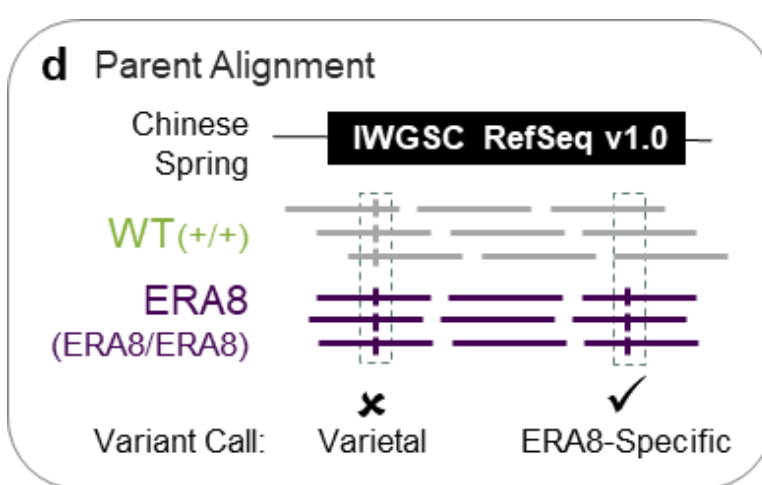 d Parent Alignment
Chinese
Spring
IWGSC RefSeq v1.0
WT(+/+)
ERA8
(ERA8/ERA8)
Variant Call: Varietal ERA8-Specific